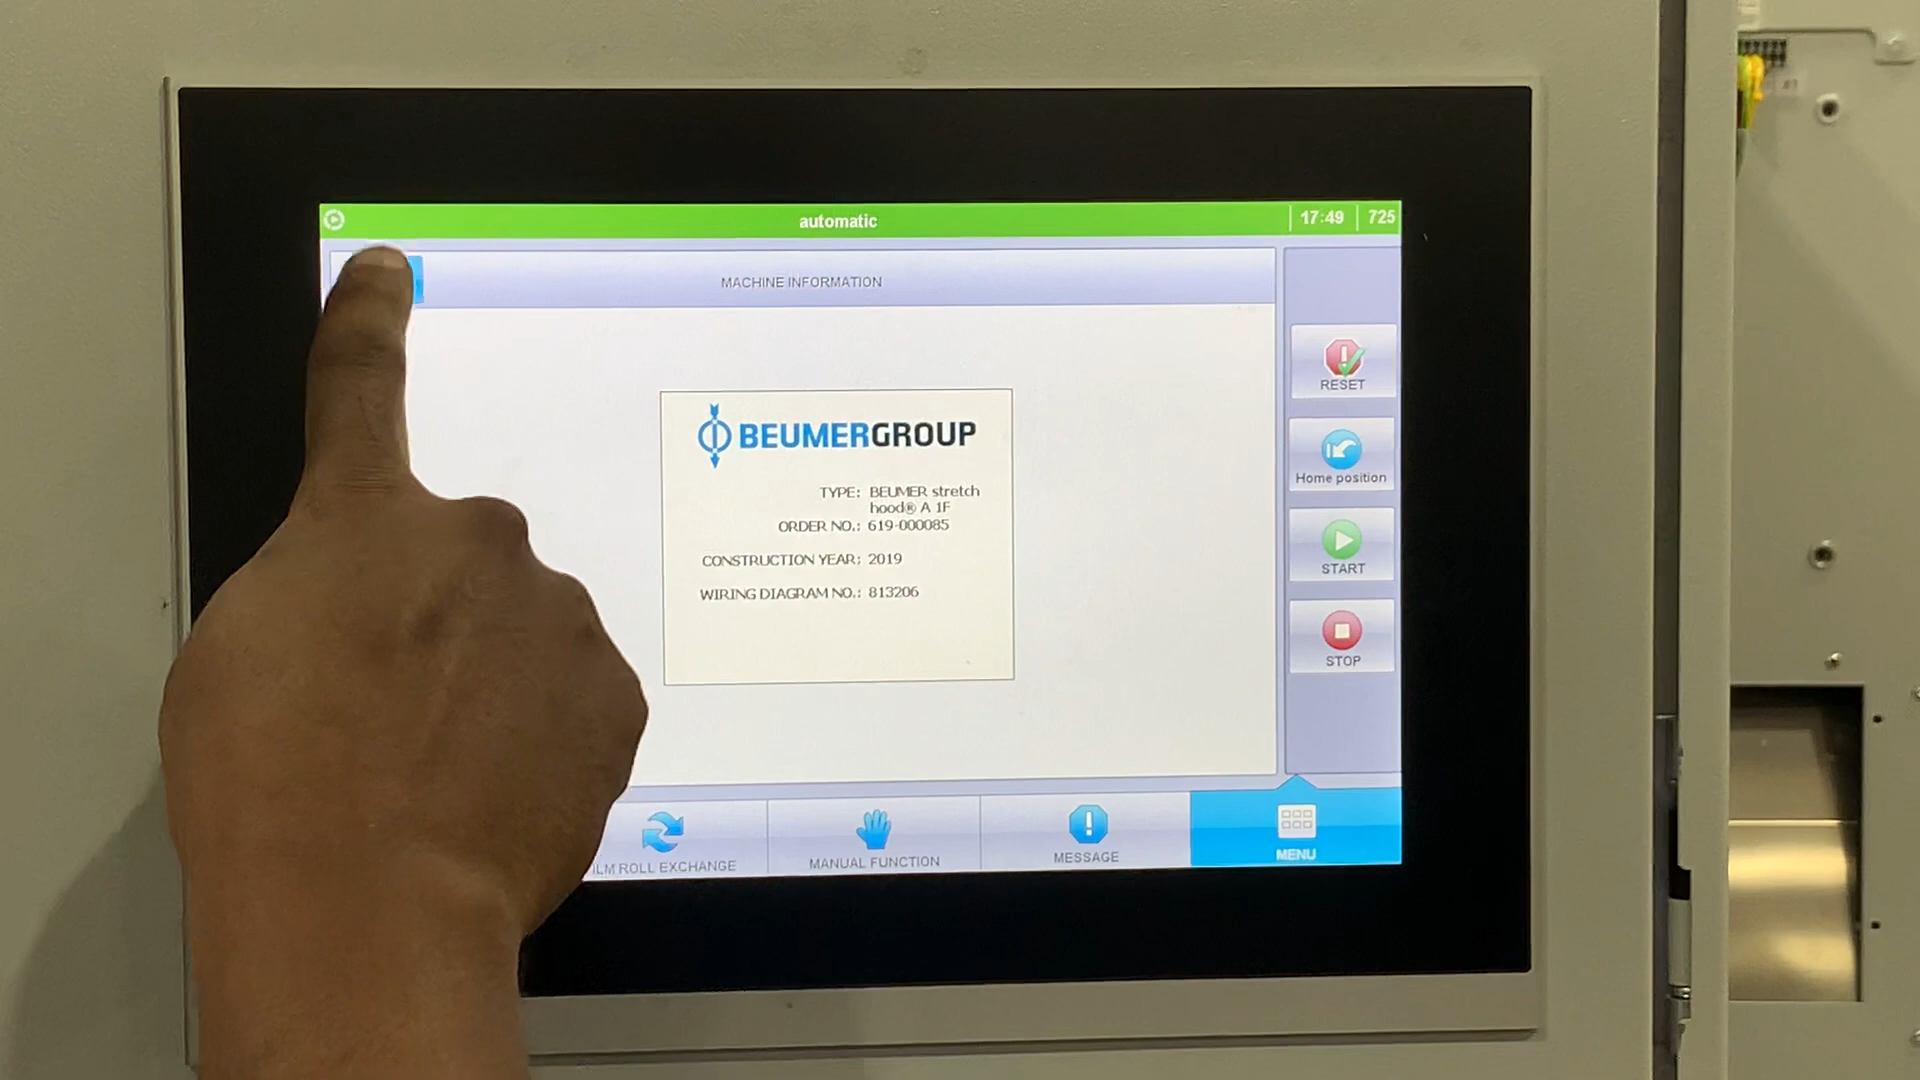 automatic
17:49
725
MACHINE INFORMATION
BEUMERGROUP
TYPE: BEUMER stretch
hood® A 1F
ORDER NO.: 619-000085
CONSTRUCTION YEAR: 2019
WIRING DIAGRAM NO.: 813206
RESET
Home position
START
STOP
ILM ROLL EXCHANGE
MANUAL FUNCTION
MESSAGE
MENU